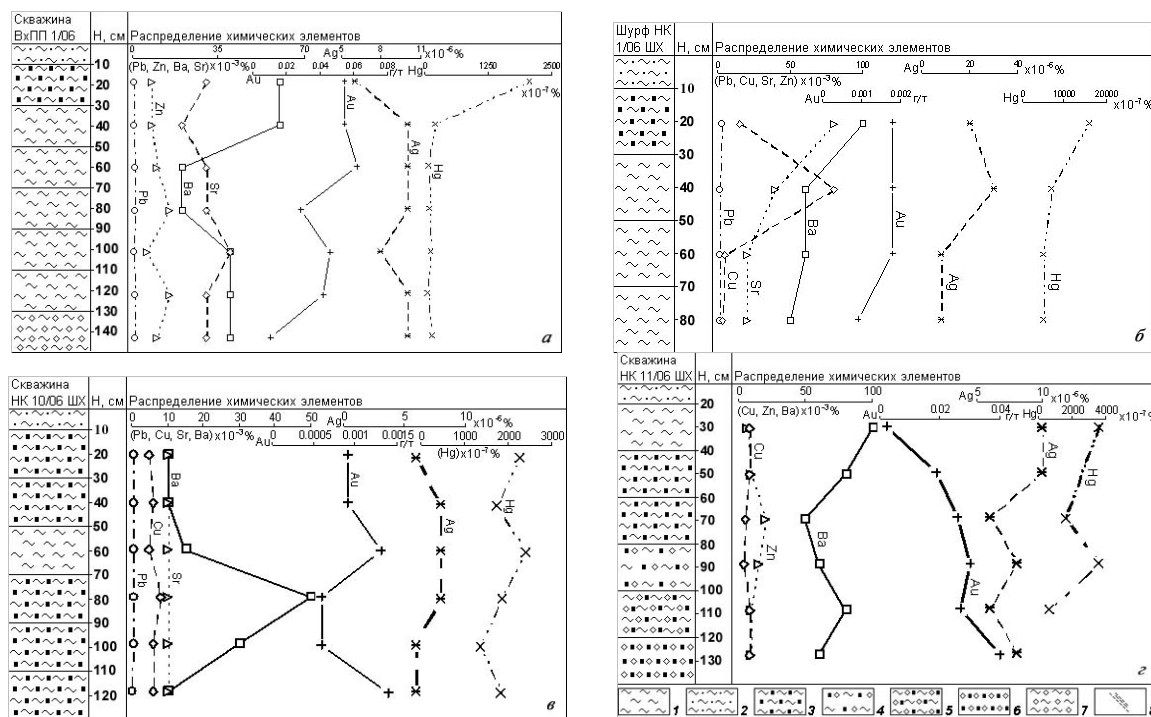 Скважина
ВхПП 1/06
Н, см
Распределение химических элементов
0 35 70
Ag 5 8 11 x10⁻⁶%
(Pb, Zn, Ba, Sr)x10⁻³%
0 0.02 0.04 0.06 0.08 г/т
Au
Hg 0 1250 2500
x10⁻⁷%
10
20
30
40
60
70
80
90
100
110
120
130
140
Pb
Zn
Ba
Sr
Au
Ag
Hg
а
Шурф НК
1/06 ШХ
Н, см
Распределение химических элементов
0 50 100
Ag 0 20 40 x10⁻⁶%
(Pb, Cu, Sr, Zn) x10⁻³%
Au 0 0.001 0.002 г/т
Hg 0 10000 20000
x10⁻⁷%
10
20
30
40
50
60
70
80
Pb
Cu
Sr
Ba
Au
Ag
Hg
б
Скважина
НК 10/06 ШХ
Н, см
Распределение химических элементов
0 10 20 30 40 50
Ag 0 5 10 x10⁻⁶%
(Pb, Cu, Sr, Ba)x10⁻³%
Au 0 0.0005 0.001 0.0015 г/т
0 1000 2000 3000
(Hg)x10⁻⁷%
10
20
30
40
50
60
70
80
90
100
110
120
Pb
Cu
Ba
Sr
Au
Ag
Hg
в
Скважина
НК 11/06 ШХ
Н, см
Распределение химических элементов
0 50 100
Ag 5 10 x10⁻⁶%
(Cu, Zn, Ba)x10⁻³%
Au 0 0.02 0.04 г/т
Hg 0 2000 4000
x10⁻⁷%
20
30
40
50
60
70
80
90
100
110
130
Cu
Zn
Ba
Au
Ag
Hg
г
1 2 3 4 5 6 7 8